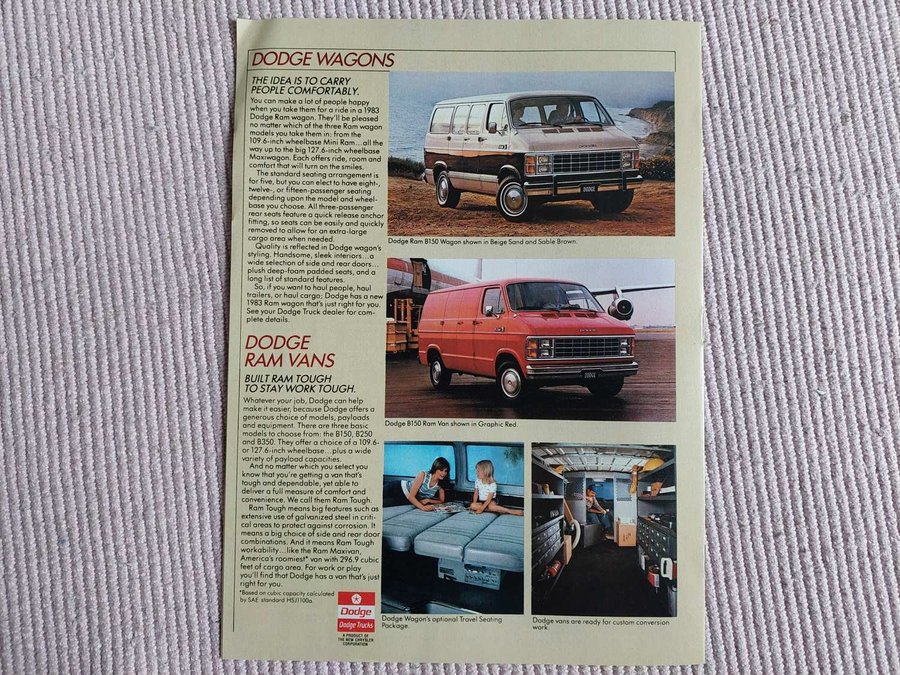 DODGE WAGONS
THE IDEA IS TO CARRY
PEOPLE COMFORTABLY.
You can make a lot of people happy
when you take them for a ride in a 1983
Dodge Ram wagon. They'll be pleased
no matter which of the three Ram wagon
models you take them in: from the
109.6-inch wheelbase Mini Ram...all the
way up to the big 127.6-inch wheelbase
Maxiwagon. Each offers ride, room and
comfort that will turn on the smiles.
The standard seating arrangement is
for five, but you can elect to have eight-,
twelve-, or fifteen-passenger seating
depending upon the model and wheel-
base you choose. All three-passenger
rear seats feature a quick release anchor
fitting, so seats can be easily and quickly
removed to allow for an extra-large
cargo area when needed.
Quality is reflected in Dodge wagon's
styling. Handsome, sleek interiors...a
wide selection of side and rear doors...
plush deep-foam padded seats, and a
long list of standard features.
So, if you want to haul people, haul
trailers, or haul cargo; Dodge has a new
1983 Ram wagon that's just right for you.
See your Dodge Truck dealer for com-
plete details.
Dodge Ram B150 Wagon shown in Beige Sand and Sable Brown.
DODGE
RAM VANS
BUILT RAM TOUGH
TO STAY WORK TOUGH.
Whatever your job, Dodge can help
make it easier, because Dodge offers a
generous choice of models, payloads
and equipment. There are three basic
models to choose from: the B150, B250
and B350. They offer a choice of a 109.6-
or 127.6-inch wheelbase...plus a wide
variety of payload capacities.
And no matter which you select you
know that you're getting a van that's
tough and dependable, yet able to
deliver a full measure of comfort and
convenience. We call them Ram Tough.
Ram Tough means big features such as
extensive use of galvanized steel in criti-
cal areas to protect against corrosion. It
means a big choice of side and rear door
combinations. And it means Ram Tough
workability...like the Ram Maxivan,
America's roomiest* van with 296.9 cubic
feet of cargo area. For work or play
you'll find that Dodge has a van that's just
right for you.
*Based on cubic capacity calculated
by SAE standard HSJ1100a.
Dodge B150 Ram Van shown in Graphic Red.
Dodge
Dodge Trucks
A PRODUCT OF
THE NEW CHRYSLER
CORPORATION
Dodge Wagon's optional Travel Seating
Package.
Dodge vans are ready for custom conversion
work.
DODGE
DODGE